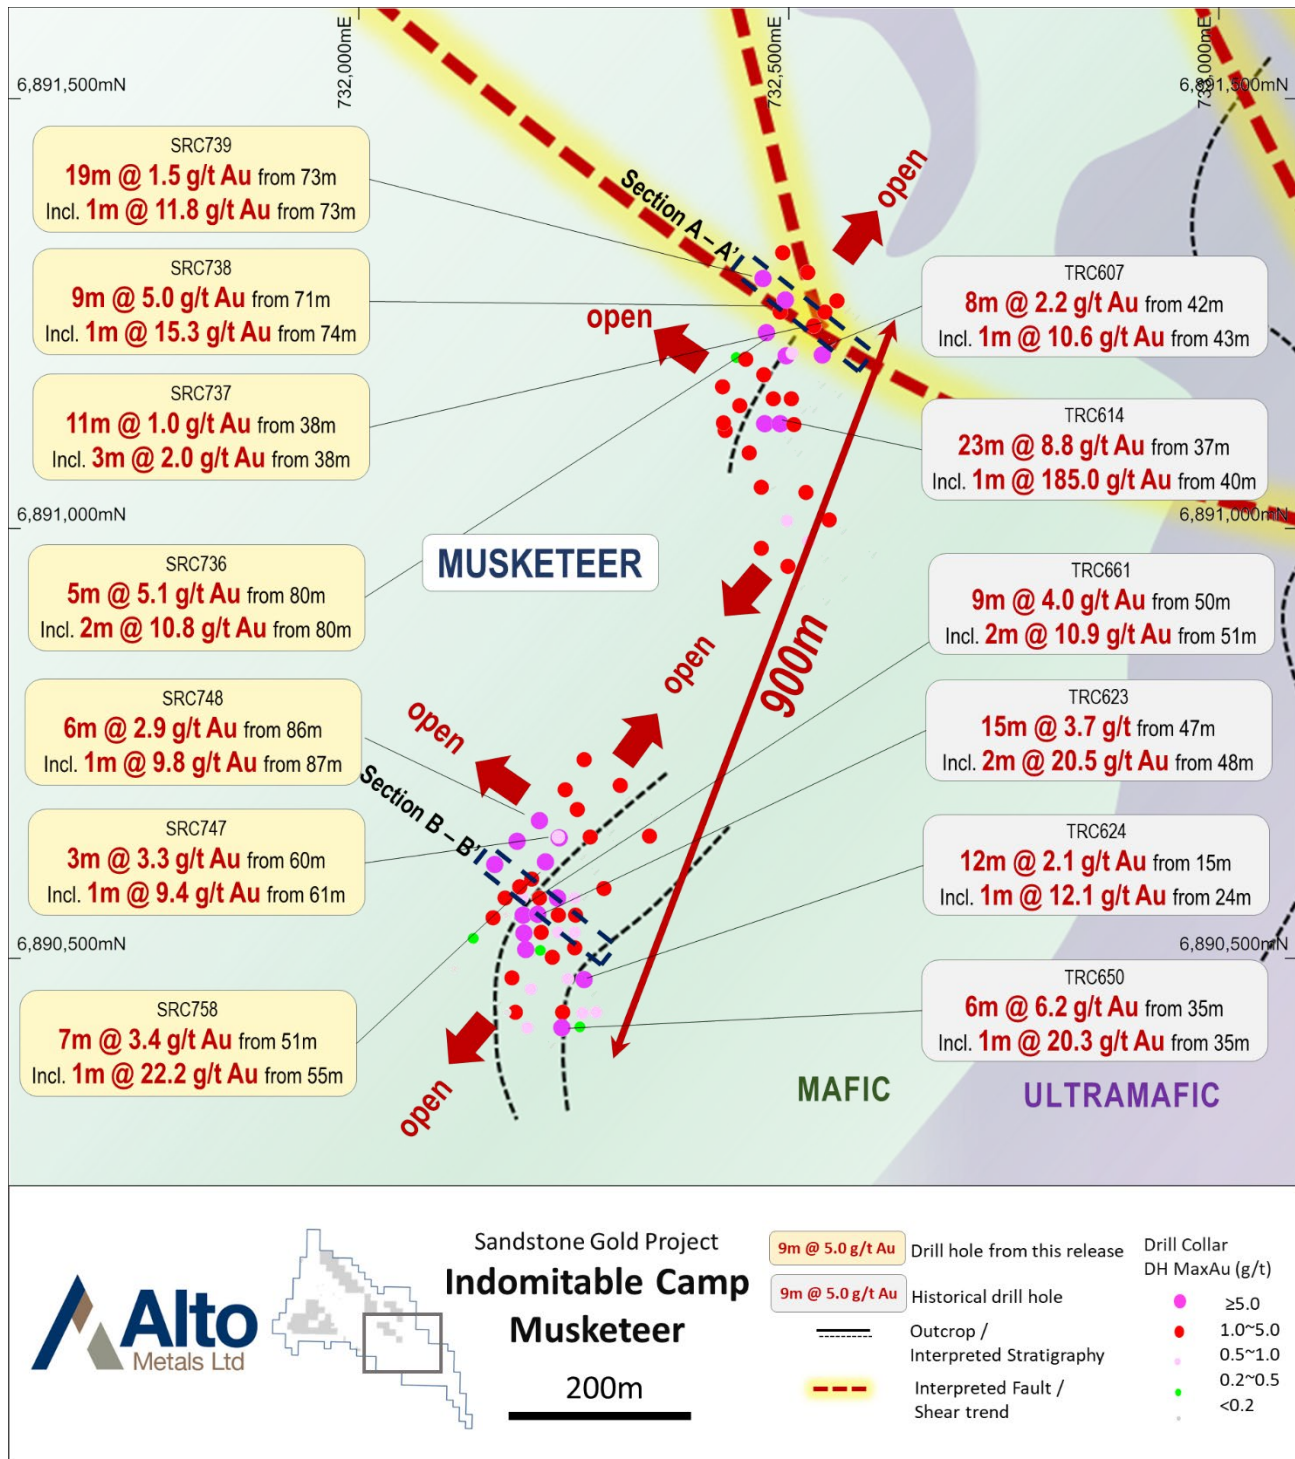 732,000mE
732,500mE
733,000mE
6,891,500mN
6,891,500mN
SRC739
19m @ 1.5 g/t Au from 73m
Incl. 1m @ 11.8 g/t Au from 73m
SRC738
9m @ 5.0 g/t Au from 71m
Incl. 1m @ 15.3 g/t Au from 74m
SRC737
11m @ 1.0 g/t Au from 38m
Incl. 3m @ 2.0 g/t Au from 38m
6,891,000mN
SRC736
5m @ 5.1 g/t Au from 80m
Incl. 2m @ 10.8 g/t Au from 80m
SRC748
6m @ 2.9 g/t Au from 86m
Incl. 1m @ 9.8 g/t Au from 87m
SRC747
3m @ 3.3 g/t Au from 60m
Incl. 1m @ 9.4 g/t Au from 61m
6,890,500mN
SRC758
7m @ 3.4 g/t Au from 51m
Incl. 1m @ 22.2 g/t Au from 55m
Section A – A'
open
open
MUSKETEER
open
900m
open
Section B – B'
open
TRC607
8m @ 2.2 g/t Au from 42m
Incl. 1m @ 10.6 g/t Au from 43m
TRC614
23m @ 8.8 g/t Au from 37m
Incl. 1m @ 185.0 g/t Au from 40m
6,891,000mN
TRC661
9m @ 4.0 g/t Au from 50m
Incl. 2m @ 10.9 g/t Au from 51m
TRC623
15m @ 3.7 g/t from 47m
Incl. 2m @ 20.5 g/t Au from 48m
TRC624
12m @ 2.1 g/t Au from 15m
Incl. 1m @ 12.1 g/t Au from 24m
6,890,500mN
TRC650
6m @ 6.2 g/t Au from 35m
Incl. 1m @ 20.3 g/t Au from 35m
MAFIC
ULTRAMAFIC
Alto
Metals Ltd
Sandstone Gold Project
Indomitable Camp
Musketeer
200m
9m @ 5.0 g/t Au Drill hole from this release
9m @ 5.0 g/t Au Historical drill hole
Outcrop /
Interpreted Stratigraphy
Interpreted Fault /
Shear trend
Drill Collar
DH MaxAu (g/t)
≥5.0
1.0~5.0
0.5~1.0
0.2~0.5
<0.2